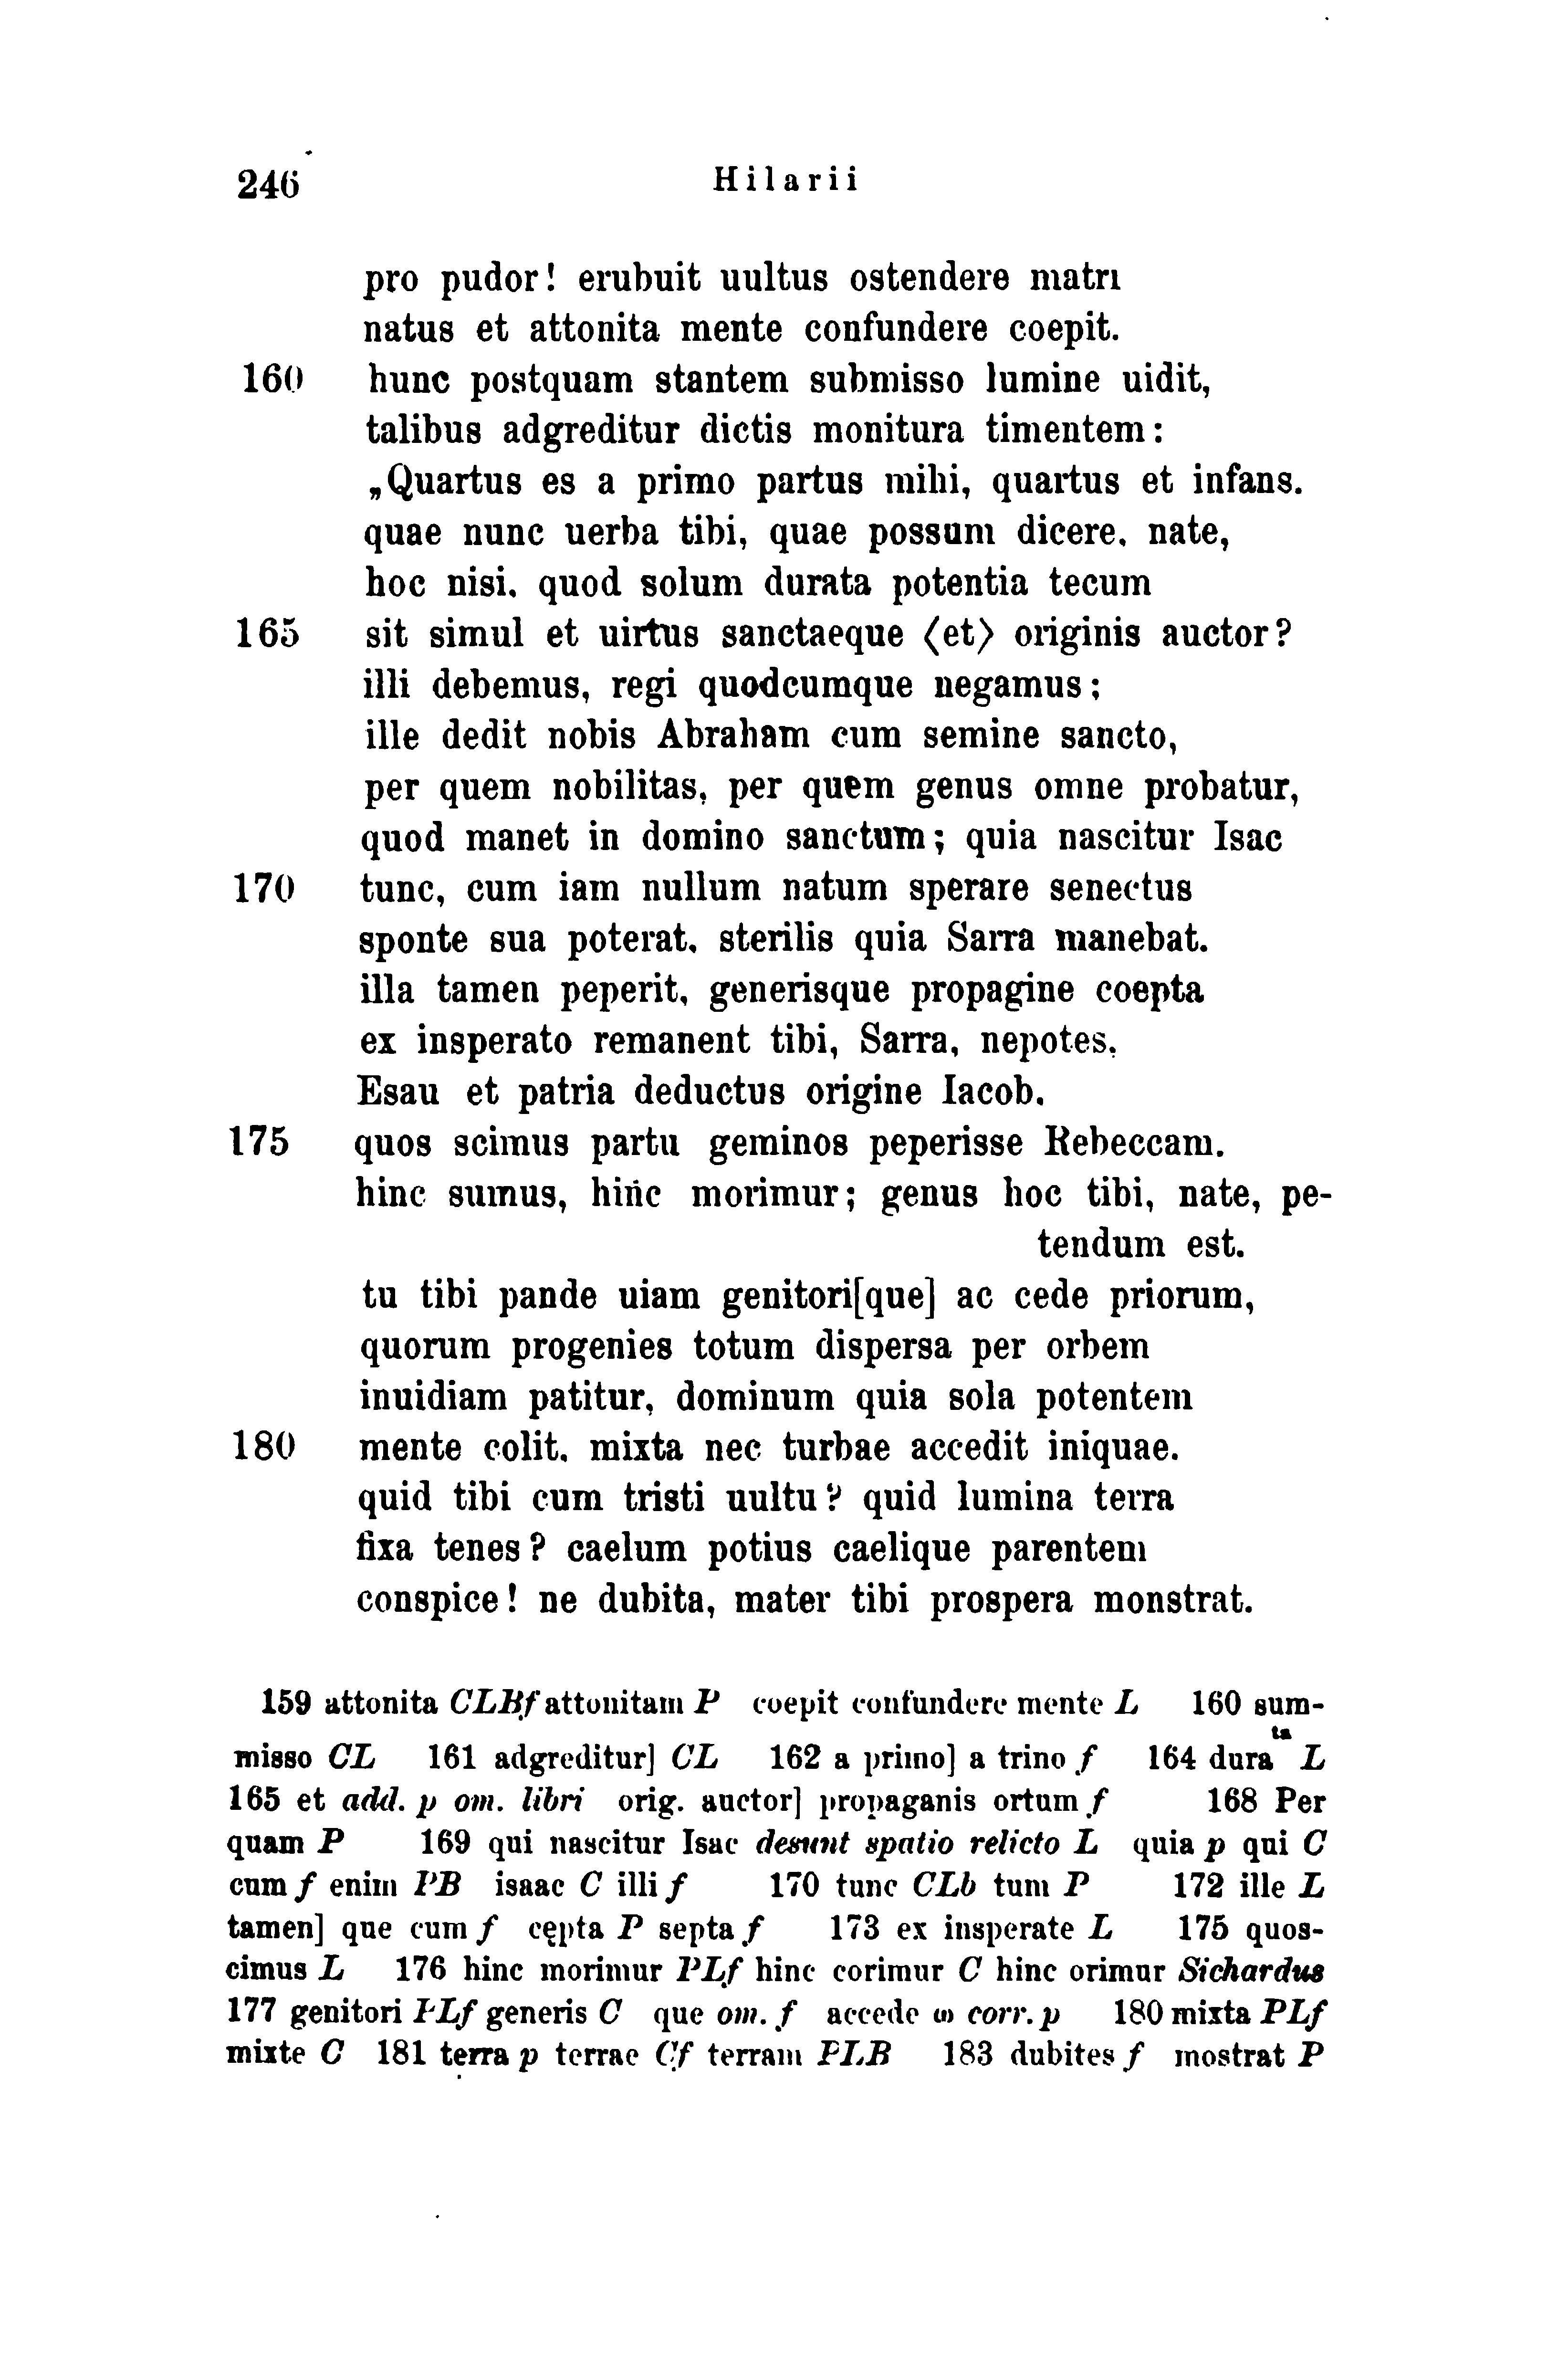 246 Hilarii
pro pudor! erubuit uultus ostendere matri
natus et attonita mente confundere coepit.
160 hunc postquam stantem submisso lumine uidit,
talibus adgreditur dictis monitura timentem:
„Quartus es a primo partus mihi, quartus et infans.
quae nunc uerba tibi, quae possum dicere, nate,
hoc nisi, quod solum durata potentia tecum
165 sit simul et uirtus sanctaeque ⟨et⟩ originis auctor?
illi debemus, regi quodcumque negamus;
ille dedit nobis Abraham cum semine sancto,
per quem nobilitas, per quem genus omne probatur,
quod manet in domino sanctum; quia nascitur Isac
170 tunc, cum iam nullum natum sperare senectus
sponte sua poterat, sterilis quia Sarra manebat.
illa tamen peperit, generisque propagine coepta
ex insperato remanent tibi, Sarra, nepotes,
Esau et patria deductus origine Iacob,
175 quos scimus partu geminos peperisse Rebeccam.
hinc sumus, hinc morimur; genus hoc tibi, nate, pe-
tendum est.
tu tibi pande uiam genitori[que] ac cede priorum,
quorum progenies totum dispersa per orbem
inuidiam patitur, dominum quia sola potentem
180 mente colit, mixta nec turbae accedit iniquae.
quid tibi cum tristi uultu? quid lumina terra
fixa tenes? caelum potius caelique parentem
conspice! ne dubita, mater tibi prospera monstrat.
159 attonita CLBf attonitam P coepit confundere mente L 160 sum-
misso CL 161 adgreditur] CL 162 a primo] a trino f 164 dura^ta L
165 et add. p om. libri orig. auctor] propaganis ortum f 168 Per
quam P 169 qui nascitur Isac desunt spatio relicto L quia p qui C
cum f enim PB isaac C illi f 170 tunc CLb tum P 172 ille L
tamen] que cum f cępta P septa f 173 ex insperate L 175 quos-
cimus L 176 hinc morimur PLf hinc corimur C hinc orimur Sichardus
177 genitori PLf generis C que om. f accede ω corr. p 180 mixta PLf
mixte C 181 terra p terrae Cf terram PLB 183 dubites f mostrat P